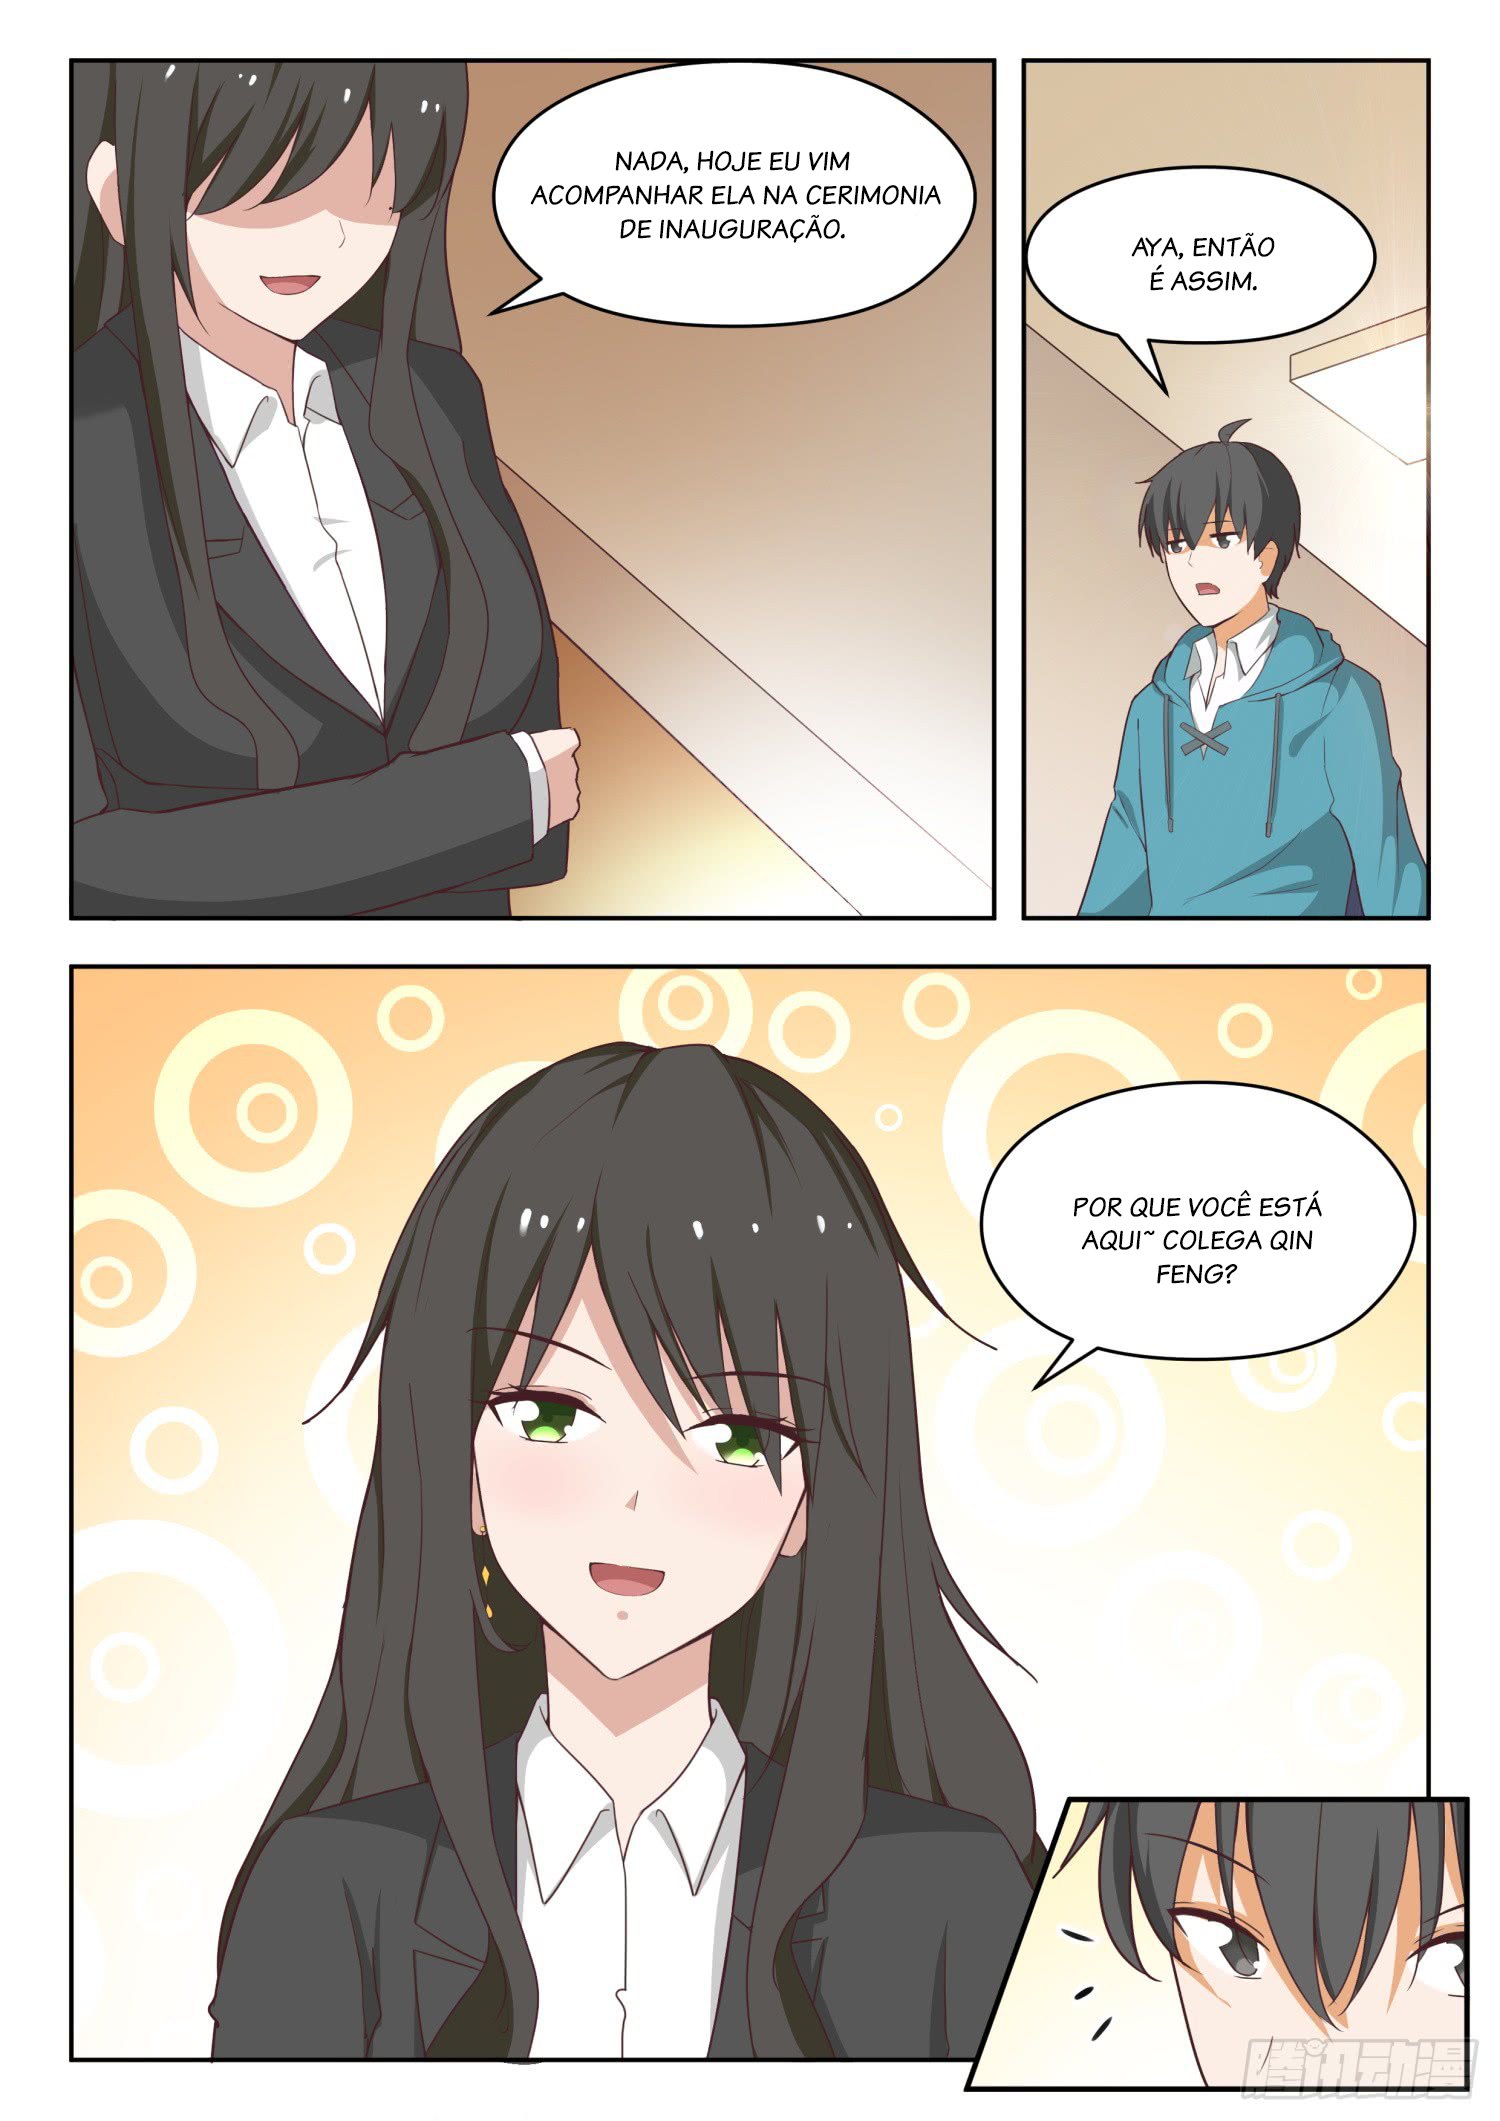 NADA, HOJE EU VIM
ACOMPANHAR ELA NA CERIMONIA
DE INAUGURAÇÃO.
AYA, ENTÃO
É ASSIM.
POR QUE VOCÊ ESTÁ
AQUI~ COLEGA QIN
FENG?
腾讯动漫